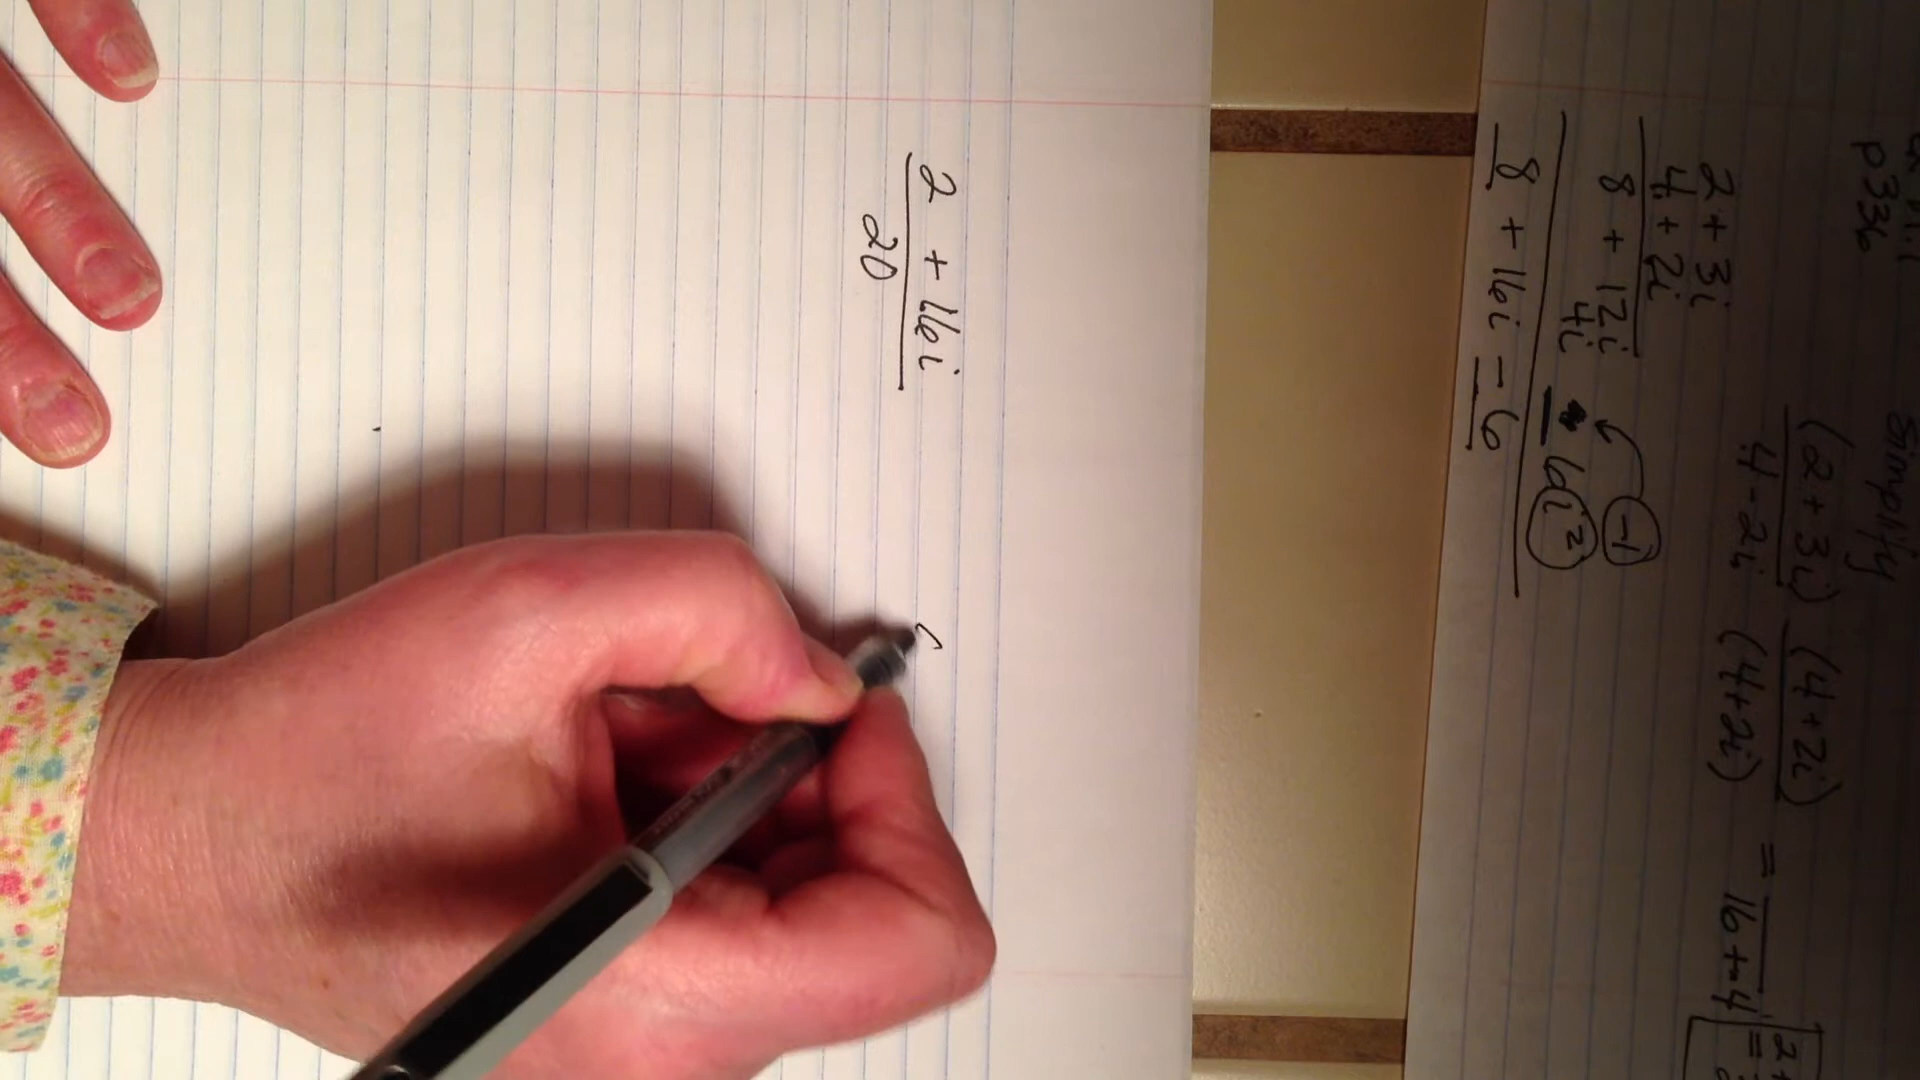 p336
simplify
(2+3i) (4+2i)
4-2i (4+2i)
= 16+4 =
2+3i
4+2i
8 + 12i
4i - 6i² -1
8 + 16i - 6
2 + 16i
20